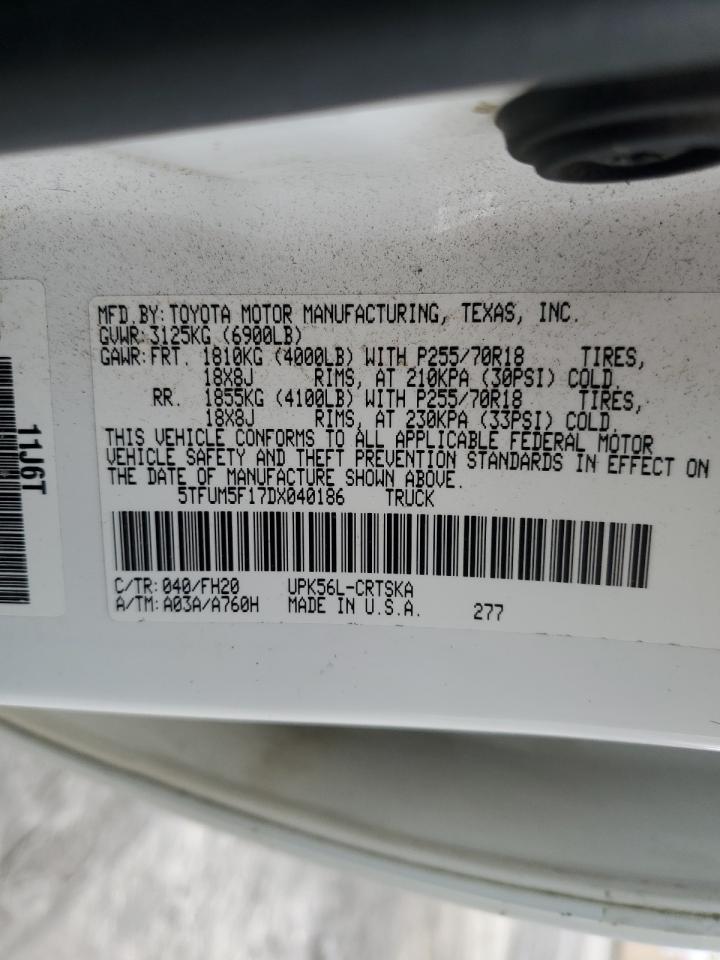 MFD.BY:TOYOTA MOTOR MANUFACTURING, TEXAS, INC.
GVWR:3125KG (6900LB)
GAWR:FRT. 1810KG (4000LB) WITH P255/70R18 TIRES,
18X8J RIMS, AT 210KPA (30PSI) COLD.
RR. 1855KG (4100LB) WITH P255/70R18 TIRES,
18X8J RIMS, AT 230KPA (33PSI) COLD.
THIS VEHICLE CONFORMS TO ALL APPLICABLE FEDERAL MOTOR
VEHICLE SAFETY AND THEFT PREVENTION STANDARDS IN EFFECT ON
THE DATE OF MANUFACTURE SHOWN ABOVE.
5TFUM5F17DX040186 TRUCK
C/TR:040/FH20 UPK56L-CRTSKA
A/TM:A03A/A760H MADE IN U.S.A. 277
11J6T